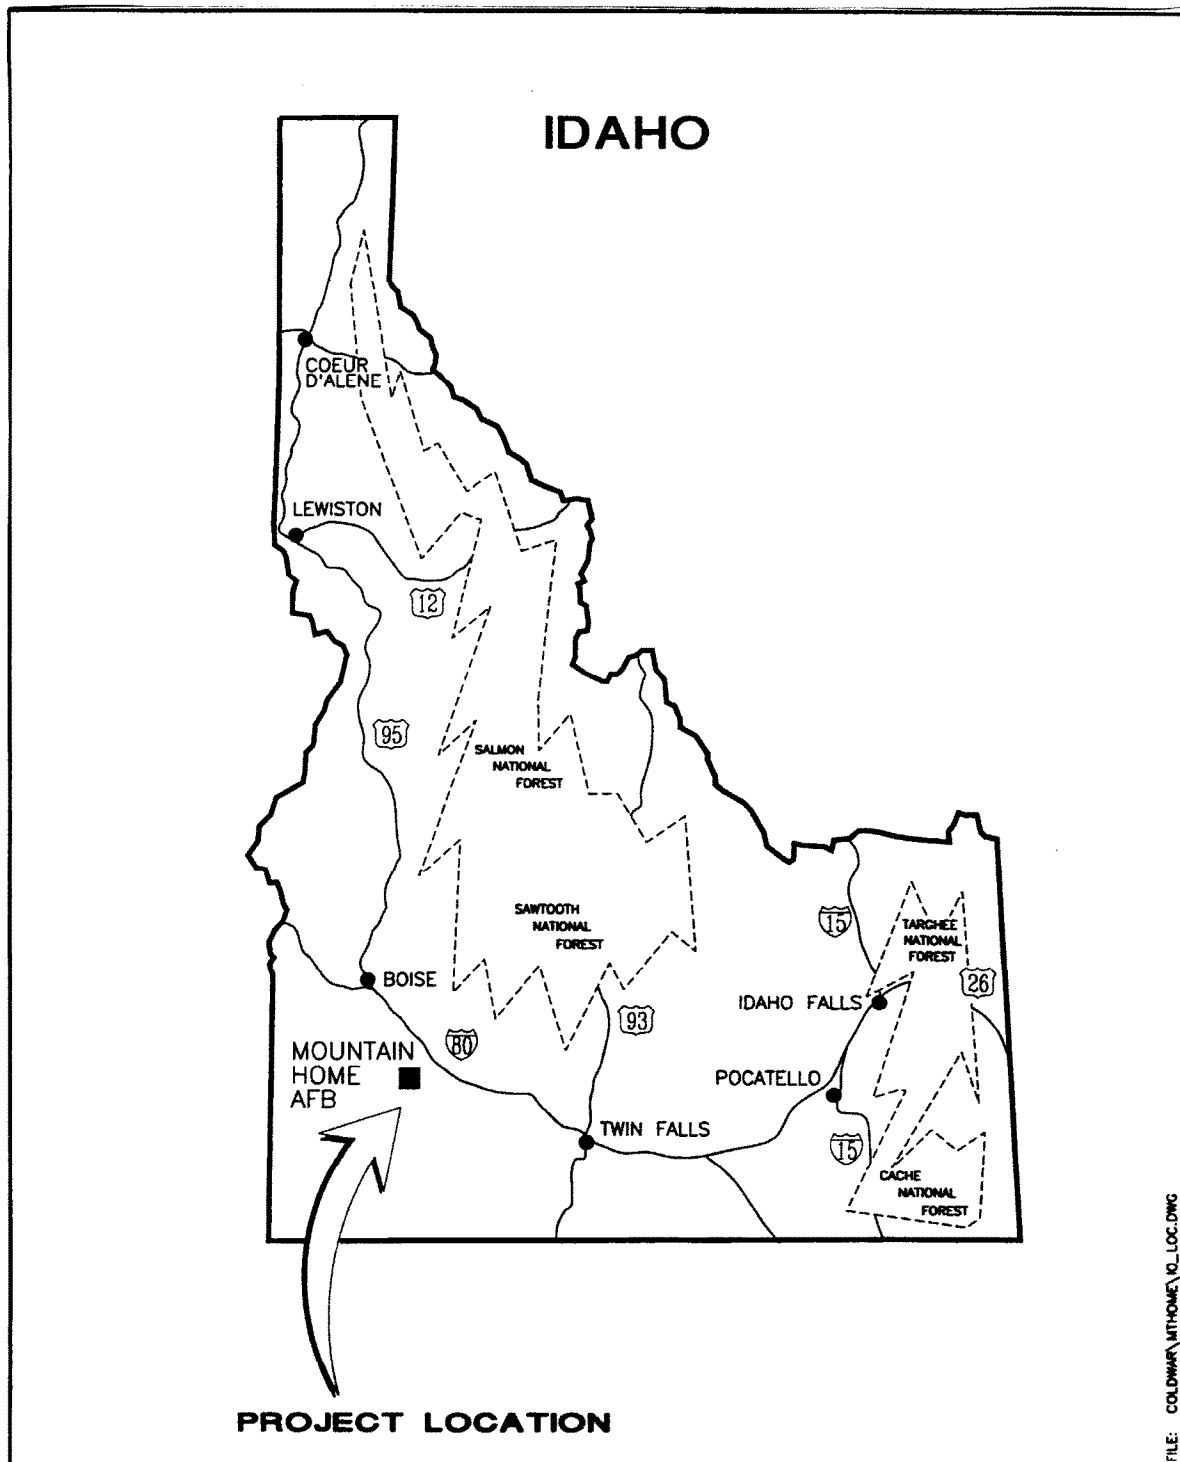 IDAHO
COEUR
D'ALENE
LEWISTON
12
95
SALMON
NATIONAL
FOREST
SAWTOOTH
NATIONAL
FOREST
15
TARGHEE
NATIONAL
FOREST
26
BOISE
IDAHO FALLS
93
80
MOUNTAIN
HOME
AFB
POCATELLO
TWIN FALLS
15
CACHE
NATIONAL
FOREST
PROJECT LOCATION
FILE: COLDWAR\MTHOME\IO_LOC.DWG